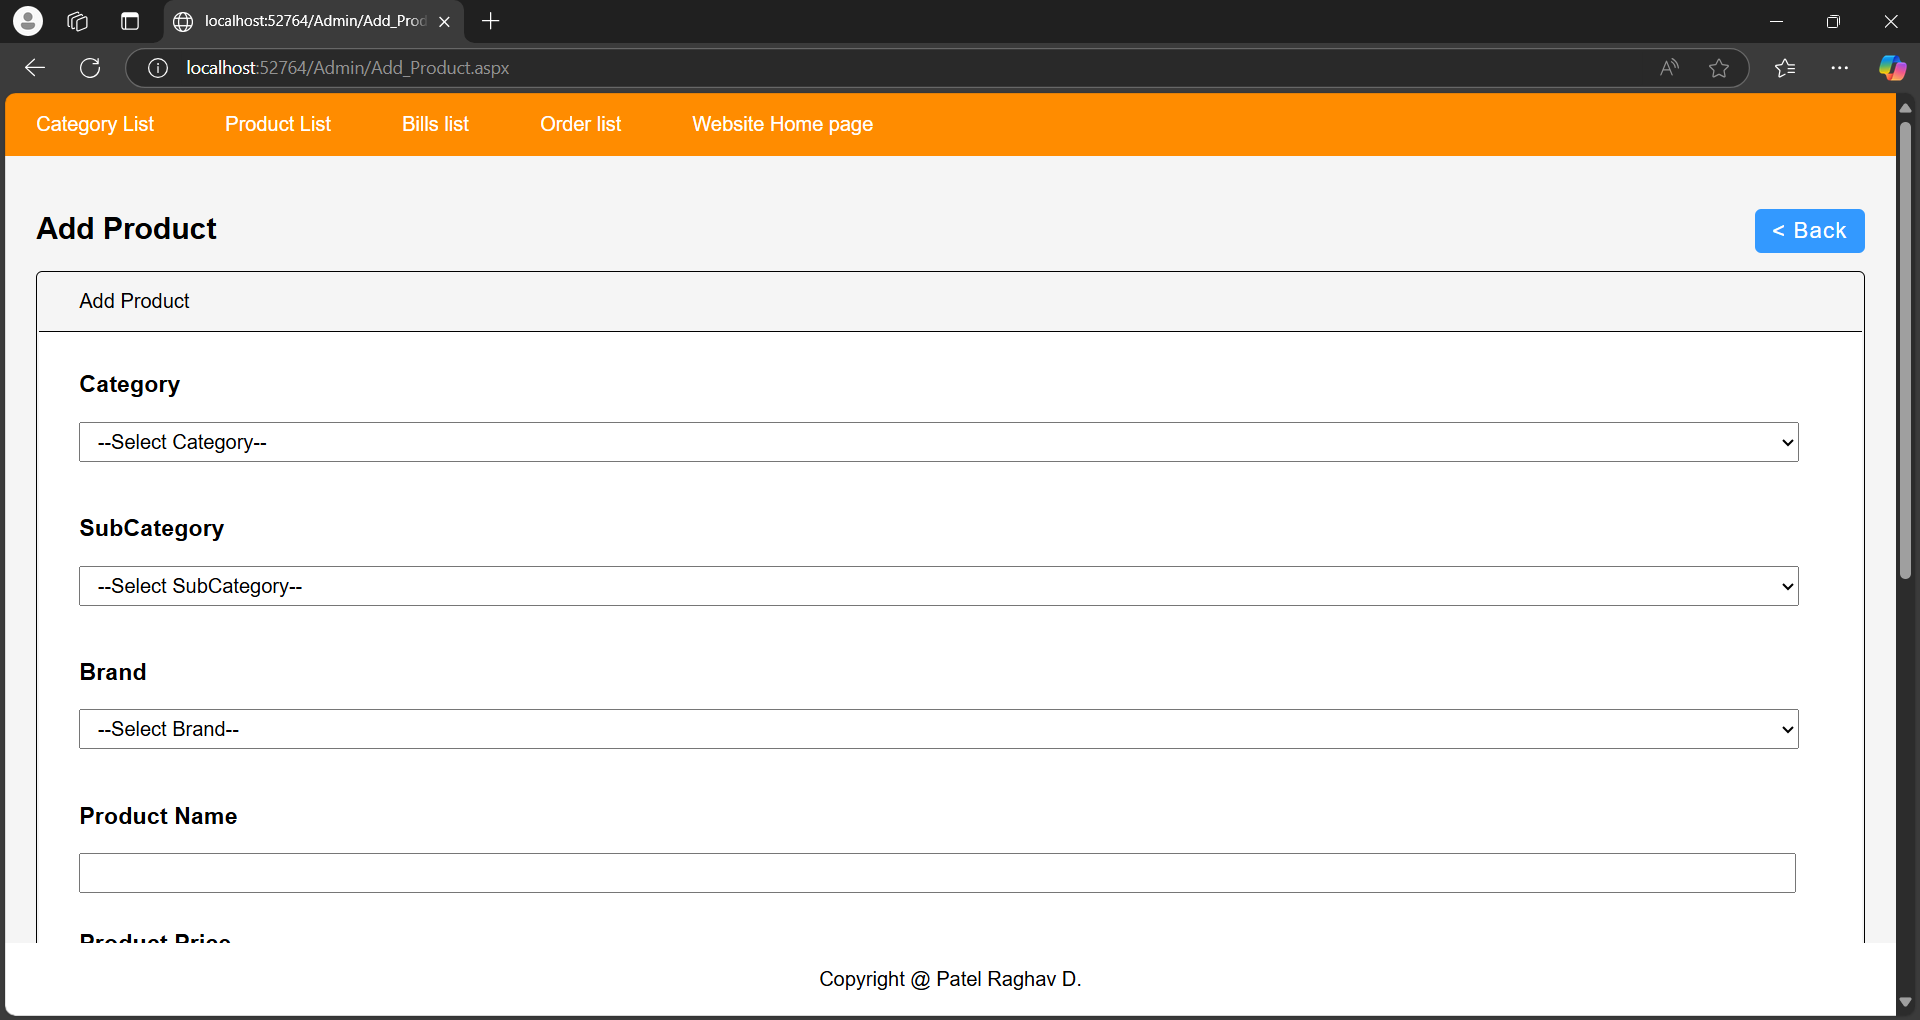 localhost:52764/Admin/Add_Prod
localhost:52764/Admin/Add_Product.aspx
Category List Product List Bills list Order list Website Home page
Add Product
< Back
Add Product
Category
--Select Category--
SubCategory
--Select SubCategory--
Brand
--Select Brand--
Product Name
Product Price
Copyright @ Patel Raghav D.